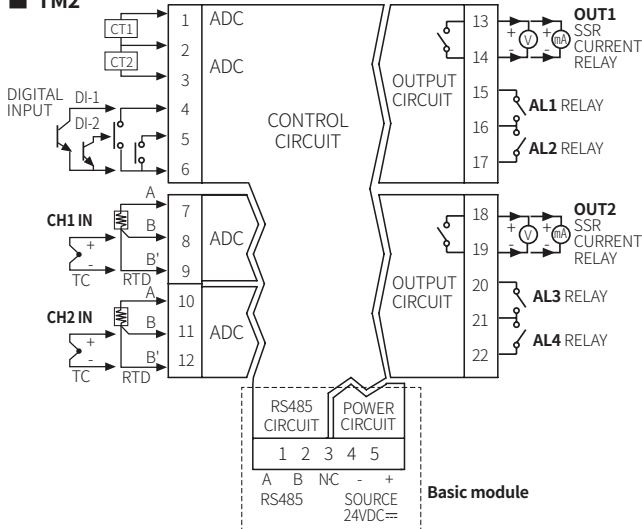 ■ TM2
CT1
CT2
1 ADC
2
3 ADC
4
5
6
DIGITAL
INPUT
DI-1
DI-2
CONTROL
CIRCUIT
OUTPUT
CIRCUIT
13
14
15
16
17
+ V + mA
- -
OUT1
SSR
CURRENT
RELAY
AL1 RELAY
AL2 RELAY
CH1 IN
+
-
TC
A
B
B'
RTD
7
8
9
ADC
CH2 IN
+
-
TC
A
B
B'
RTD
10
11
12
ADC
OUTPUT
CIRCUIT
18
19
20
21
22
+ V + mA
- -
OUT2
SSR
CURRENT
RELAY
AL3 RELAY
AL4 RELAY
RS485
CIRCUIT
POWER
CIRCUIT
1 2 3 4 5
A B N·C - +
RS485
SOURCE
24VDC⎓
Basic module